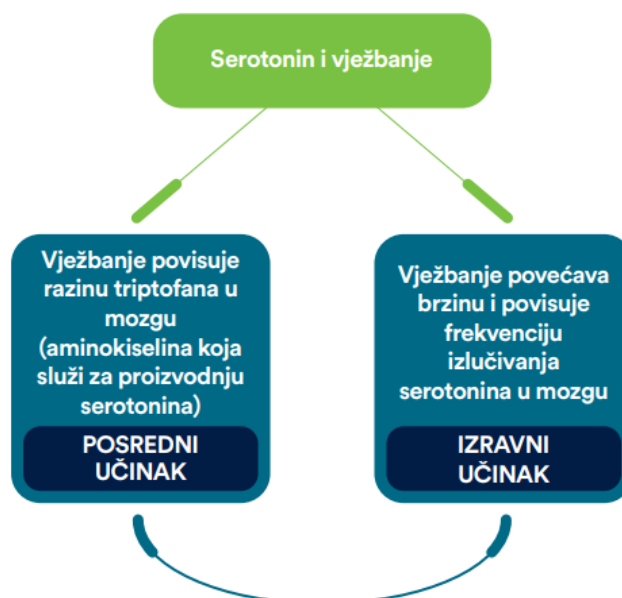 Serotonin i vježbanje
Vježbanje povisuje
razinu triptofana u
mozgu
(aminokiselina koja
služi za proizvodnju
serotonina)
POSREDNI
UČINAK
Vježbanje povećava
brzinu i povisuje
frekvenciju
izlučivanja
serotonina u mozgu
IZRAVNI
UČINAK